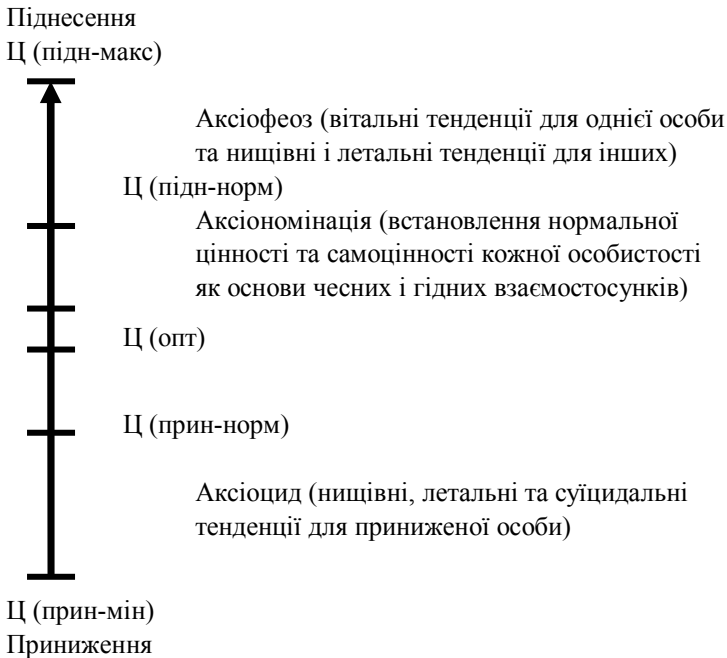 Піднесення
Ц (підн-макс)
Аксіофеоз (вітальні тенденції для однієї особи
та нищівні і летальні тенденції для інших)
Ц (підн-норм)
Аксіономінація (встановлення нормальної
цінності та самоцінності кожної особистості
як основи чесних і гідних взаємостосунків)
Ц (опт)
Ц (прин-норм)
Аксіоцид (нищівні, летальні та суїцидальні
тенденції для приниженої особи)
Ц (прин-мін)
Приниження